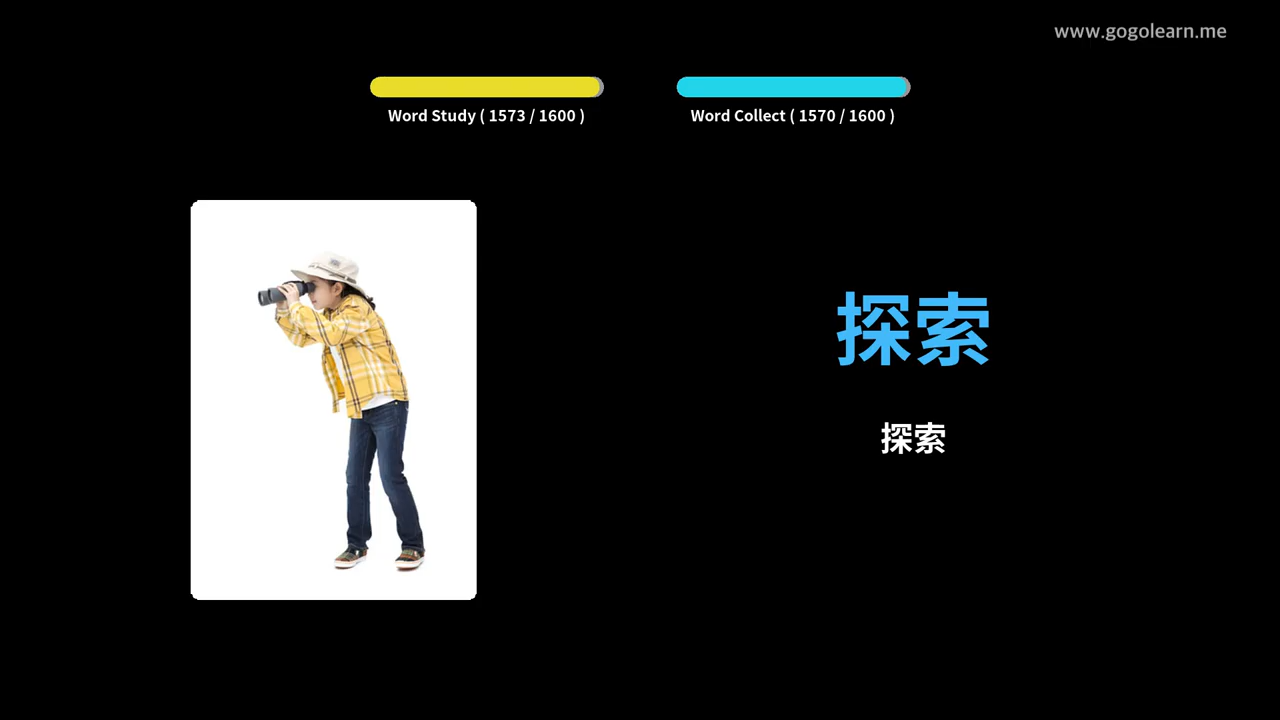 www.gogolearn.me
Word Study ( 1573 / 1600 )
Word Collect ( 1570 / 1600 )
探索
探索